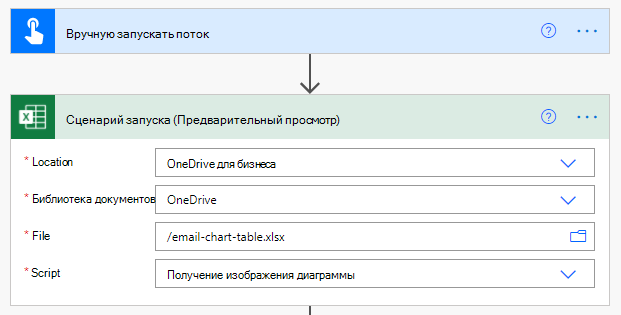 Вручную запускать поток
Сценарий запуска (Предварительный просмотр)
* Location
OneDrive для бизнеса
* Библиотека документов
OneDrive
* File
/email-chart-table.xlsx
* Script
Получение изображения диаграммы